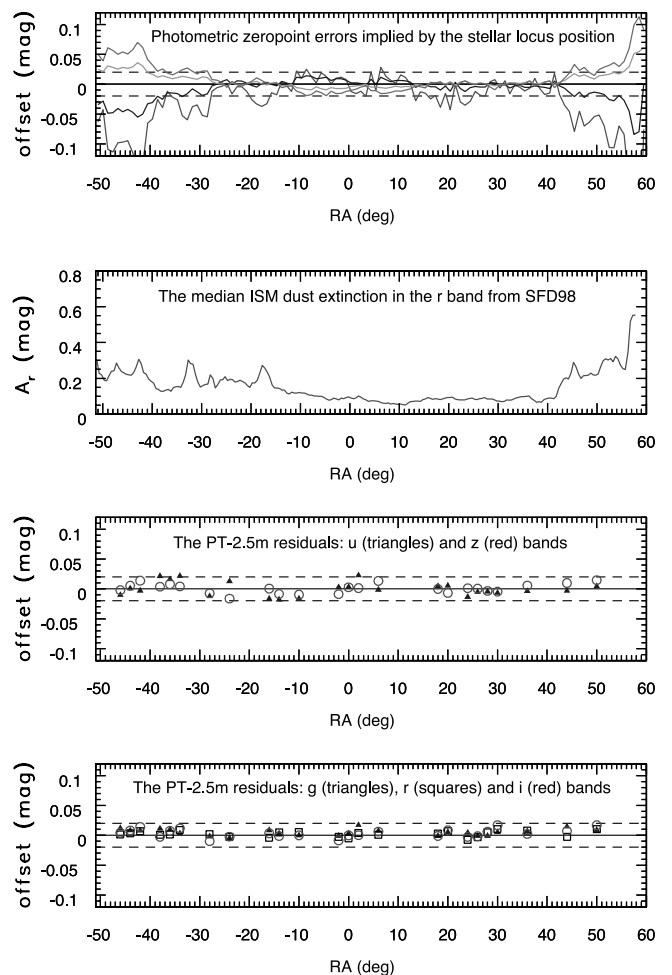 Photometric zeropoint errors implied by the stellar locus position
0.1
0.05
0
-0.05
-0.1
offset (mag)
-50 -40 -30 -20 -10 0 10 20 30 40 50 60
RA (deg)
The median ISM dust extinction in the r band from SFD98
0.8
0.6
0.4
0.2
0
A_r (mag)
-50 -40 -30 -20 -10 0 10 20 30 40 50 60
RA (deg)
The PT-2.5m residuals: u (triangles) and z (red) bands
0.1
0.05
0
-0.05
-0.1
offset (mag)
-50 -40 -30 -20 -10 0 10 20 30 40 50 60
RA (deg)
The PT-2.5m residuals: g (triangles), r (squares) and i (red) bands
0.1
0.05
0
-0.05
-0.1
offset (mag)
-50 -40 -30 -20 -10 0 10 20 30 40 50 60
RA (deg)